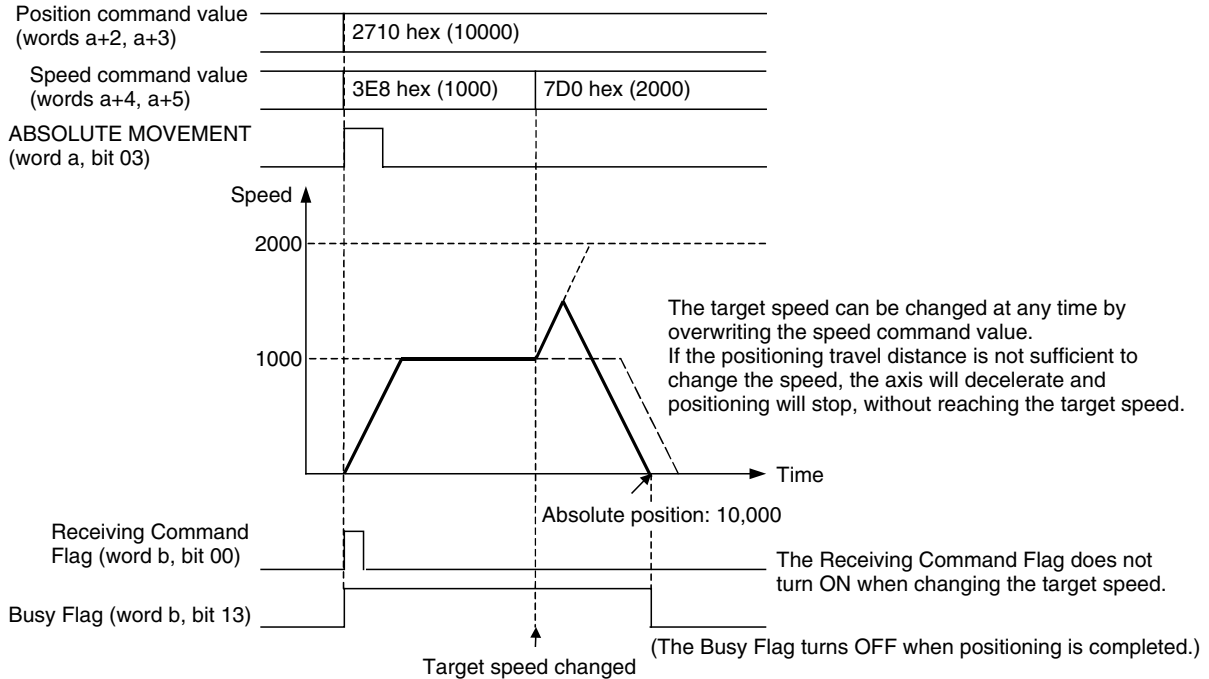 Position command value
(words a+2, a+3)
2710 hex (10000)
Speed command value
(words a+4, a+5)
3E8 hex (1000)
7D0 hex (2000)
ABSOLUTE MOVEMENT
(word a, bit 03)
Speed
2000
The target speed can be changed at any time by
overwriting the speed command value.
If the positioning travel distance is not sufficient to
change the speed, the axis will decelerate and
positioning will stop, without reaching the target speed.
1000
Time
Absolute position: 10,000
Receiving Command
Flag (word b, bit 00)
The Receiving Command Flag does not
turn ON when changing the target speed.
Busy Flag (word b, bit 13)
(The Busy Flag turns OFF when positioning is completed.)
Target speed changed